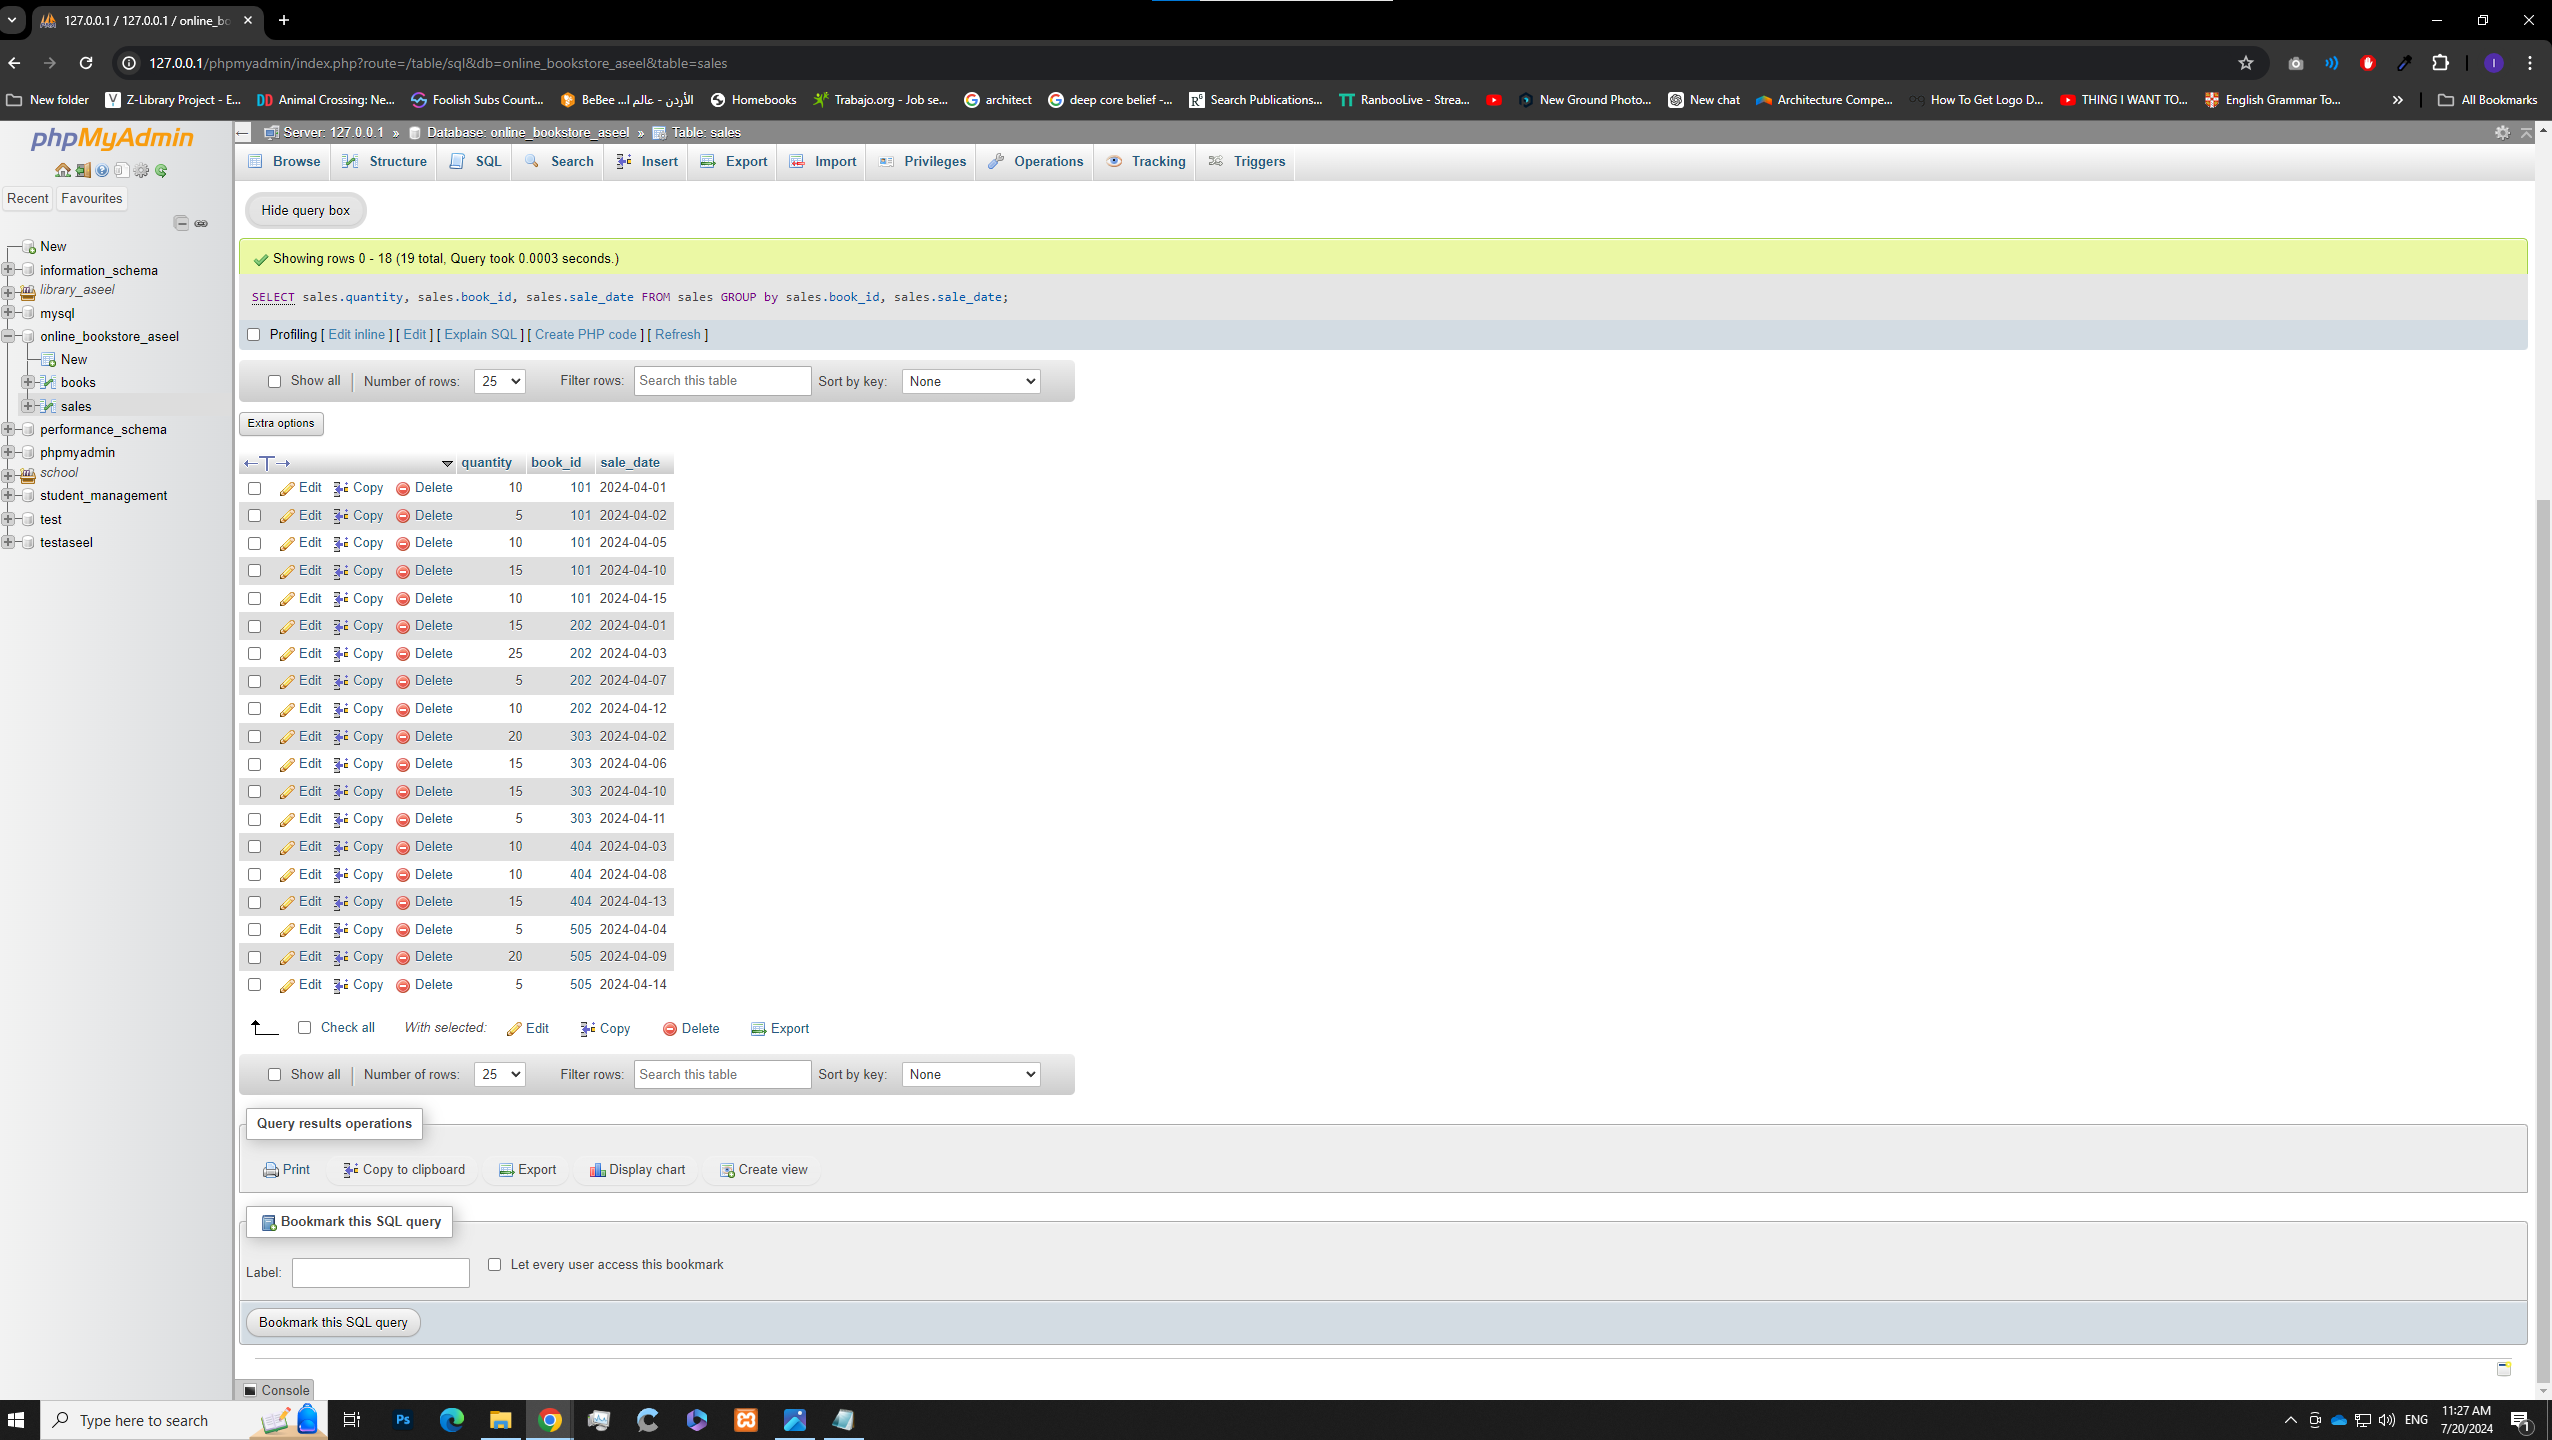 127.0.0.1 / 127.0.0.1 / online_bo
127.0.0.1/phpmyadmin/index.php?route=/table/sql&db=online_bookstore_aseel&table=sales
New folder Z-Library Project - E... Animal Crossing: Ne... Foolish Subs Count... BeBee ...الأردن - عالم ا Homebooks Trabajo.org - Job se... architect deep core belief -... Search Publications... RanbooLive - Strea... New Ground Photo... New chat Architecture Compe... How To Get Logo D... THING I WANT TO... English Grammar To... » All Bookmarks
phpMyAdmin
Recent Favourites
New
information_schema
library_aseel
mysql
online_bookstore_aseel
New
books
sales
performance_schema
phpmyadmin
school
student_management
test
testaseel
Server: 127.0.0.1 » Database: online_bookstore_aseel » Table: sales
Browse Structure SQL Search Insert Export Import Privileges Operations Tracking Triggers
Hide query box
Showing rows 0 - 18 (19 total, Query took 0.0003 seconds.)
SELECT sales.quantity, sales.book_id, sales.sale_date FROM sales GROUP by sales.book_id, sales.sale_date;
Profiling [ Edit inline ] [ Edit ] [ Explain SQL ] [ Create PHP code ] [ Refresh ]
Show all Number of rows: 25 Filter rows: Search this table Sort by key: None
Extra options
quantity book_id sale_date
Edit Copy Delete 10 101 2024-04-01
Edit Copy Delete 5 101 2024-04-02
Edit Copy Delete 10 101 2024-04-05
Edit Copy Delete 15 101 2024-04-10
Edit Copy Delete 10 101 2024-04-15
Edit Copy Delete 15 202 2024-04-01
Edit Copy Delete 25 202 2024-04-03
Edit Copy Delete 5 202 2024-04-07
Edit Copy Delete 10 202 2024-04-12
Edit Copy Delete 20 303 2024-04-02
Edit Copy Delete 15 303 2024-04-06
Edit Copy Delete 15 303 2024-04-10
Edit Copy Delete 5 303 2024-04-11
Edit Copy Delete 10 404 2024-04-03
Edit Copy Delete 10 404 2024-04-08
Edit Copy Delete 15 404 2024-04-13
Edit Copy Delete 5 505 2024-04-04
Edit Copy Delete 20 505 2024-04-09
Edit Copy Delete 5 505 2024-04-14
Check all With selected: Edit Copy Delete Export
Show all Number of rows: 25 Filter rows: Search this table Sort by key: None
Query results operations
Print Copy to clipboard Export Display chart Create view
Bookmark this SQL query
Label: Let every user access this bookmark
Bookmark this SQL query
Console
Type here to search
Ps
ENG
11:27 AM
7/20/2024
1